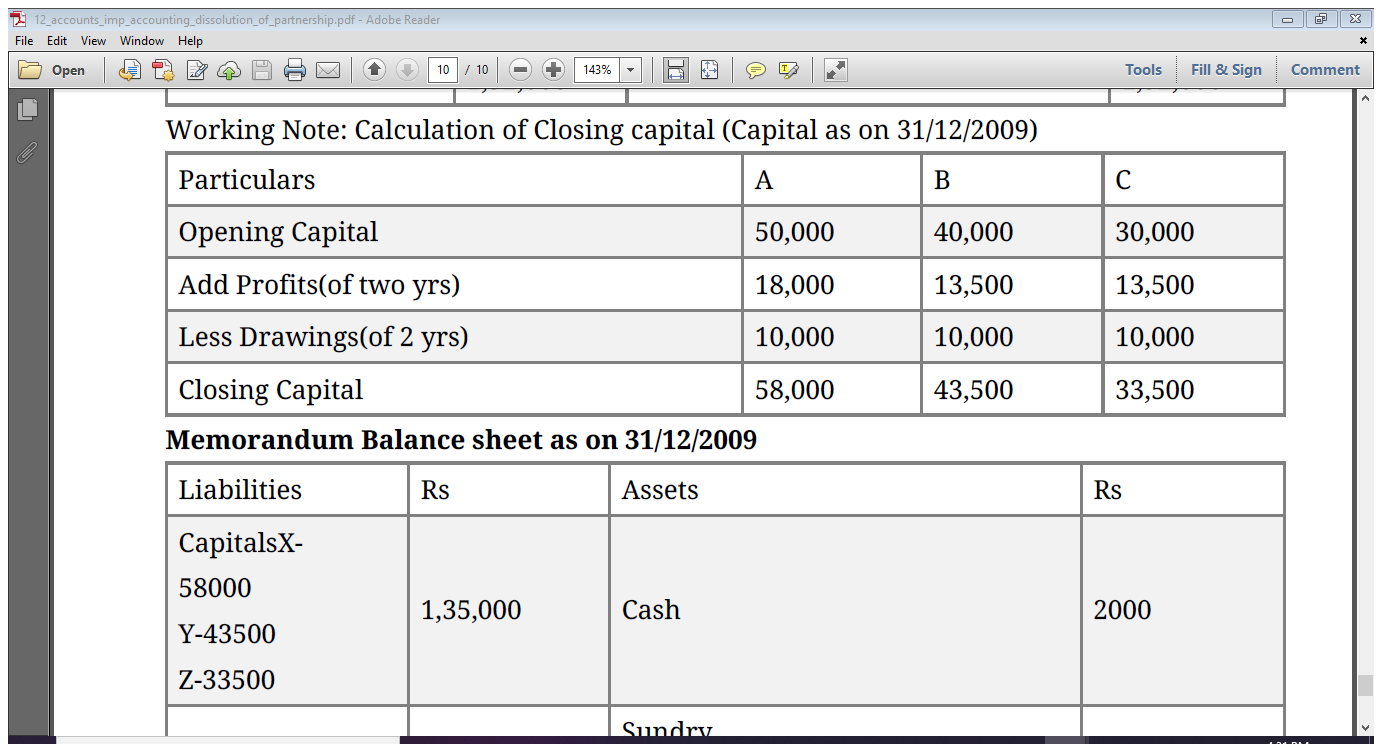 12_accounts_imp_accounting_dissolution_of_partnership.pdf - Adobe Reader
File Edit View Window Help
Open 10 / 10 143% Tools Fill & Sign Comment
Working Note: Calculation of Closing capital (Capital as on 31/12/2009)
Particulars A B C
Opening Capital 50,000 40,000 30,000
Add Profits(of two yrs) 18,000 13,500 13,500
Less Drawings(of 2 yrs) 10,000 10,000 10,000
Closing Capital 58,000 43,500 33,500
Memorandum Balance sheet as on 31/12/2009
Liabilities Rs Assets Rs
CapitalsX-
58000
Y-43500
Z-33500
1,35,000 Cash 2000
Sundry